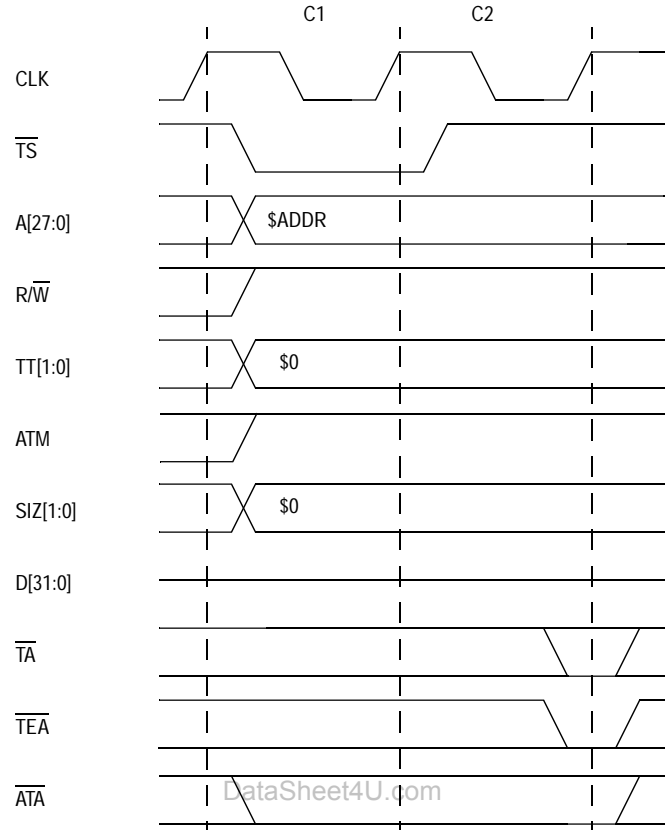 C1 C2
CLK
TS
A[27:0] $ADDR
R/W
TT[1:0] $0
ATM
SIZ[1:0] $0
D[31:0]
TA
TEA
ATA DataSheet4U.com